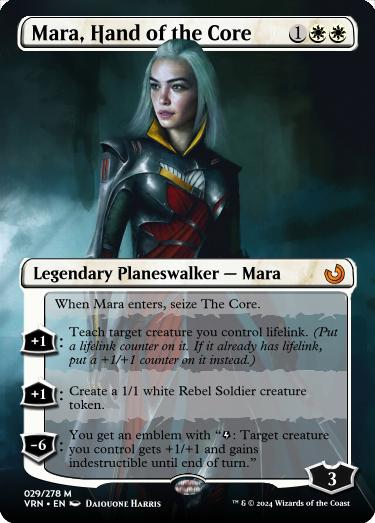 Mara, Hand of the Core 1
Legendary Planeswalker — Mara
When Mara enters, seize The Core.
+1: Teach target creature you control lifelink. (Put
a lifelink counter on it. If it already has lifelink,
put a +1/+1 counter on it instead.)
+1: Create a 1/1 white Rebel Soldier creature
token.
-6: You get an emblem with “: Target creature
you control gets +1/+1 and gains
indestructible until end of turn.”
3
029/278 M
VRN • EN Daiouone Harris
™ & © 2024 Wizards of the Coast